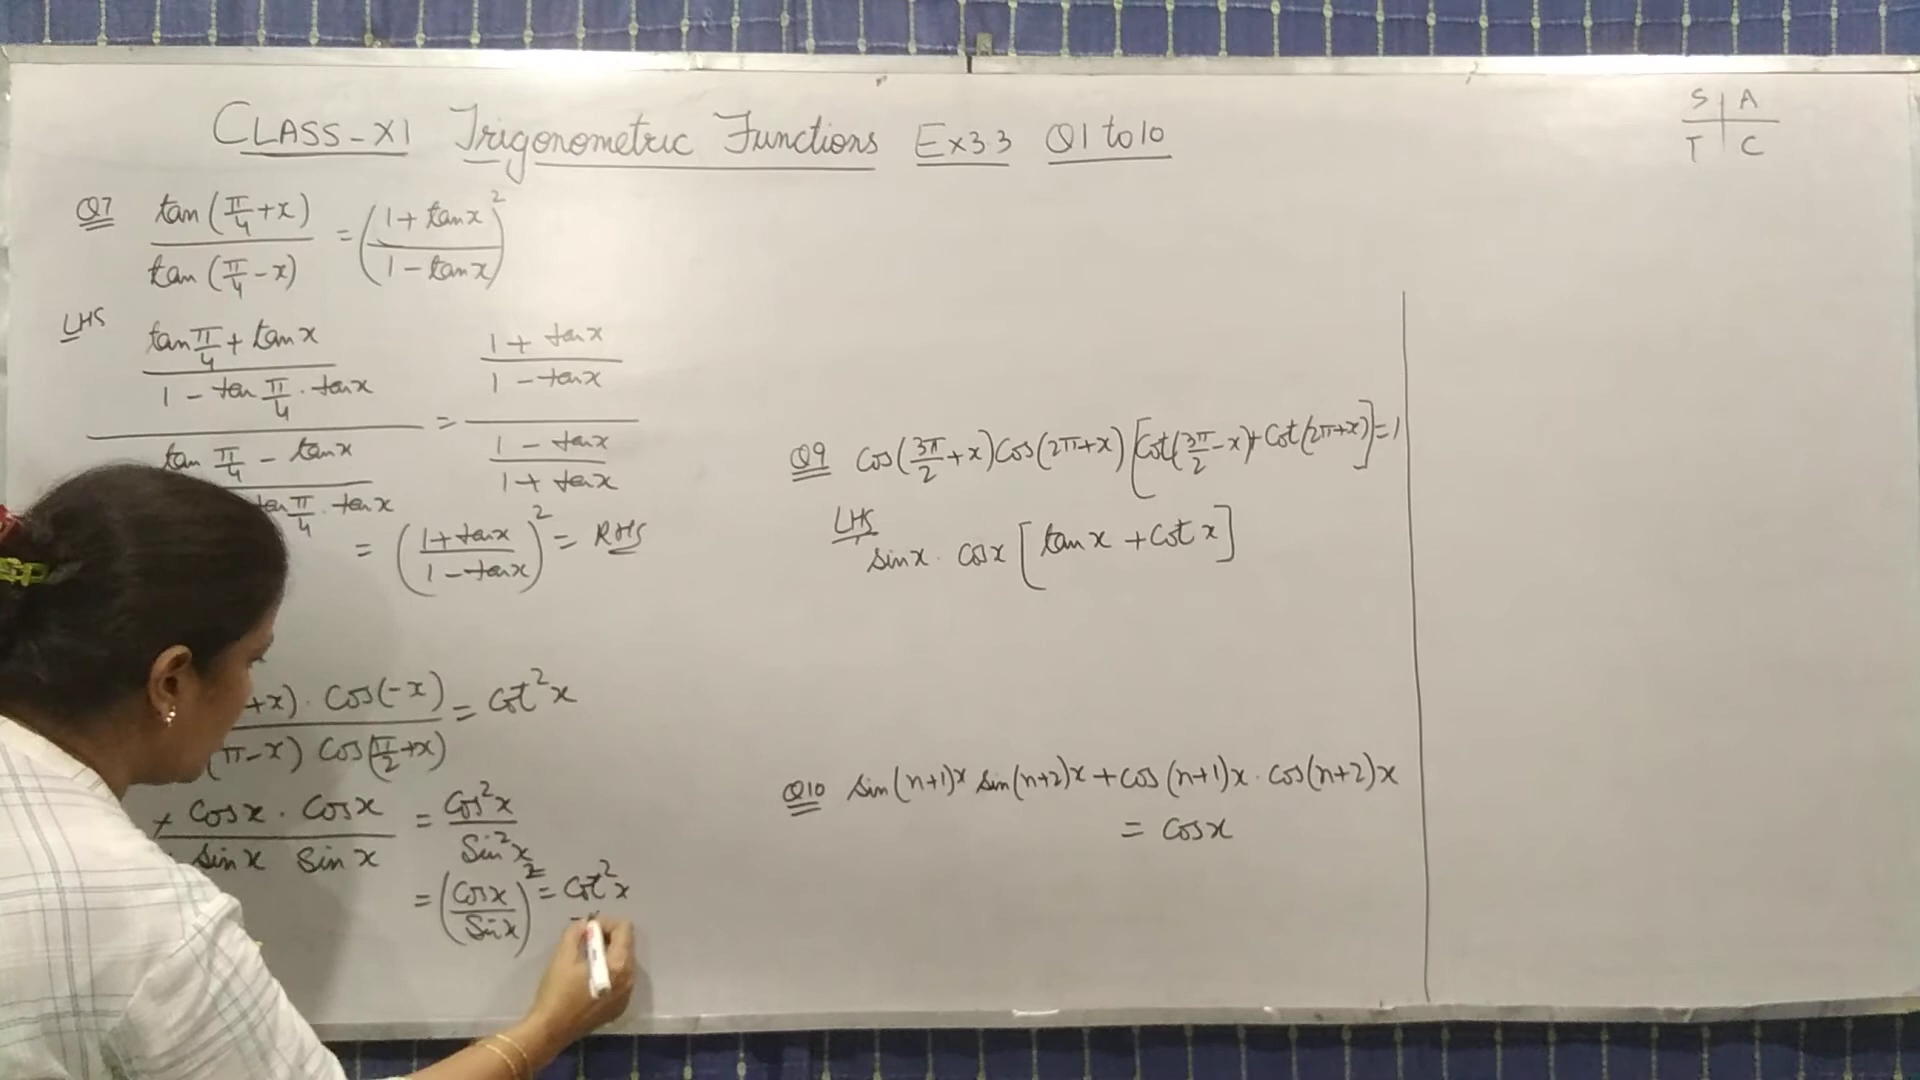 CLASS-XI Trigonometric Functions Ex3.3 Q1 to 10
S A
T C
Q7 tan(π/4+x) / tan(π/4-x) = (1+tanx / 1-tanx)²
LHS
tan π/4 + tanx / 1 - tan π/4 . tanx
tan π/4 - tanx / tan π/4 . tanx
= 1 + tanx / 1 - tanx
1 - tanx / 1 + tanx
= (1+tanx / 1-tanx)² = RHS
+x) . Cos(-x) / (π-x) Cos(π/2+x) = Cot²x
Cosx . Cosx / sinx sinx = Cos²x / Sin²x
= (Cosx / Sinx)² = Cot²x
Q9 Cos(3π/2+x)Cos(2π+x)[Cot(3π/2-x)+Cot(2π+x)]=1
LHS
sinx . cosx [tanx + Cotx]
Q10 sin(n+1)x sin(n+2)x + cos(n+1)x . cos(n+2)x
= cosx